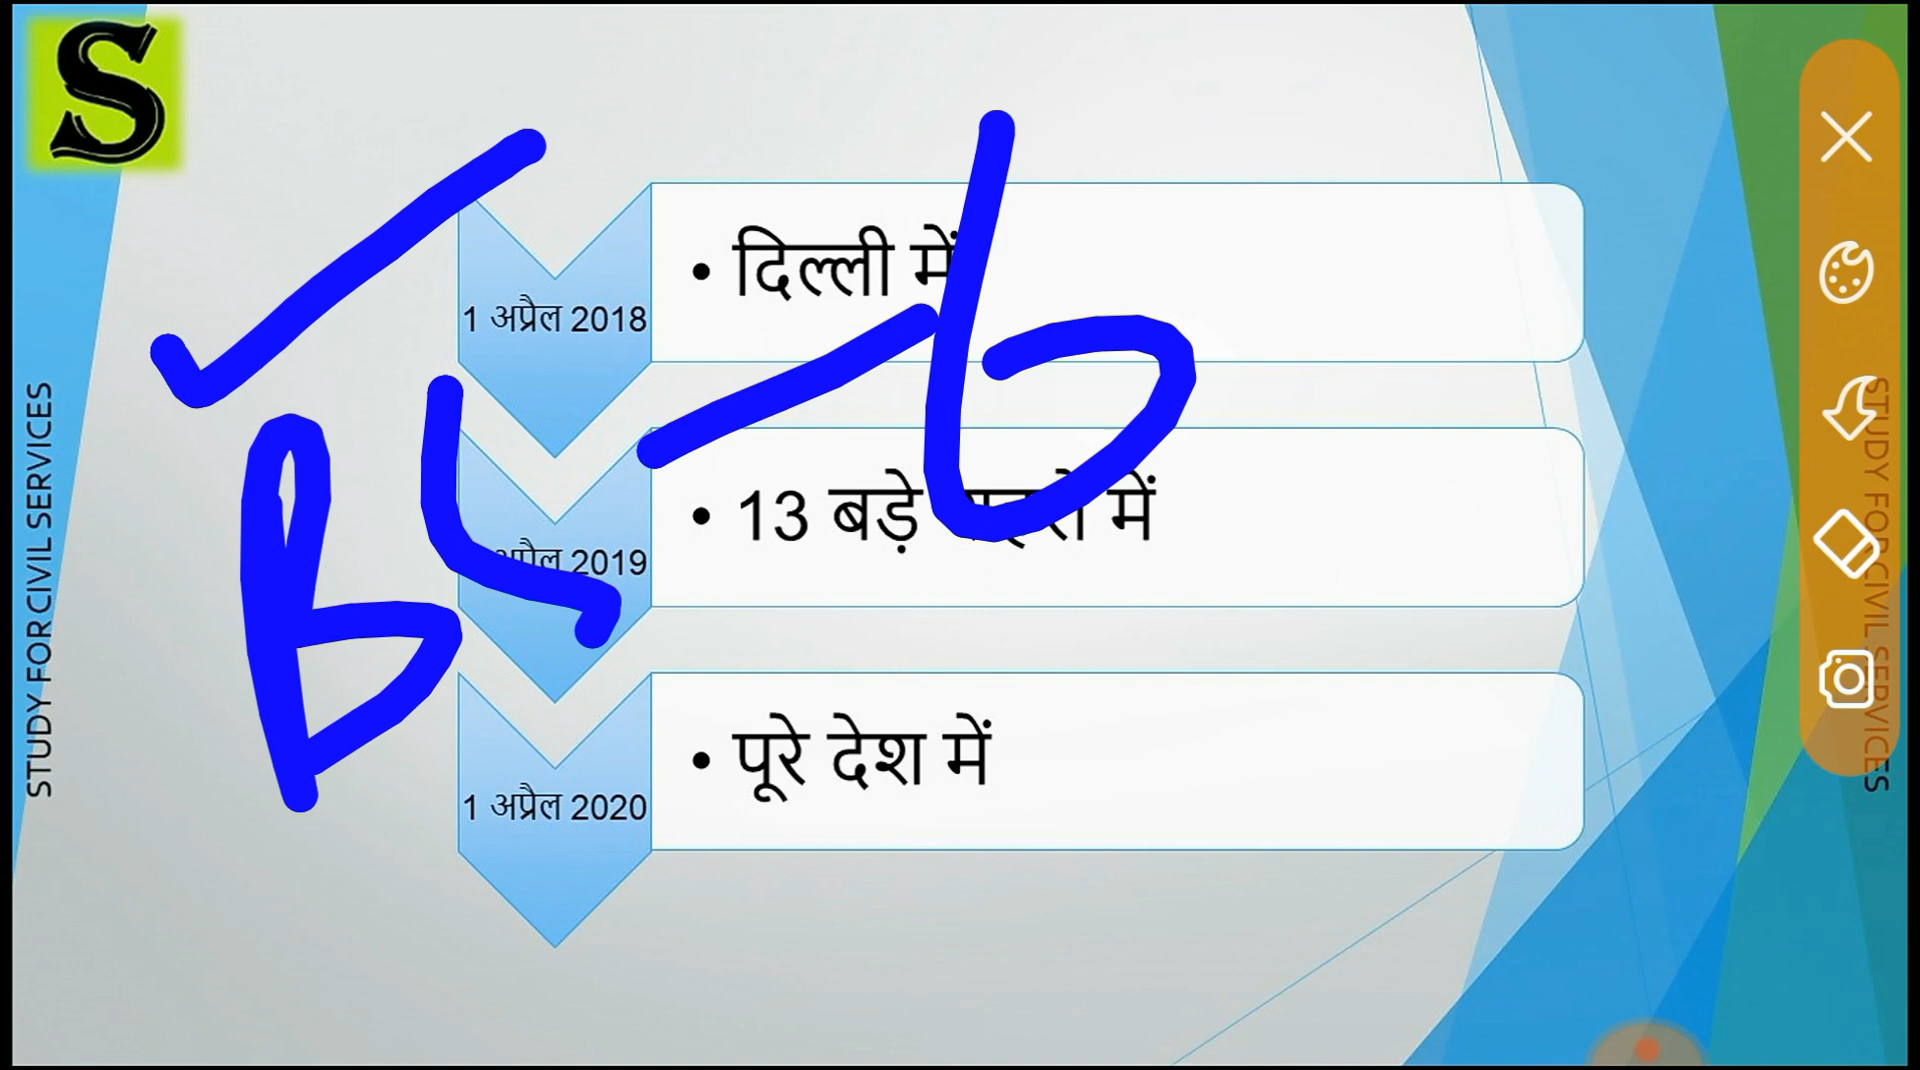 S
STUDY FOR CIVIL SERVICES
1 अप्रैल 2018
• दिल्ली में
अप्रैल 2019
• 13 बड़े में
1 अप्रैल 2020
• पूरे देश में
BS-6
STUDY FOR CIVIL SERVICES